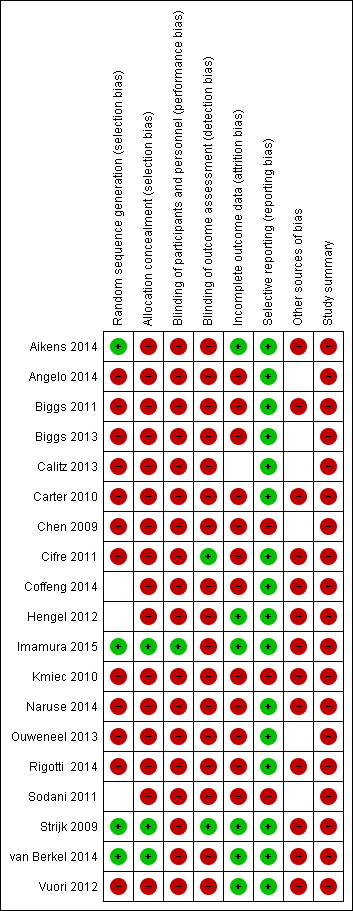 Random sequence generation (selection bias)
Allocation concealment (selection bias)
Blinding of participants and personnel (performance bias)
Blinding of outcome assessment (detection bias)
Incomplete outcome data (attrition bias)
Selective reporting (reporting bias)
Other sources of bias
Study summary
Aikens 2014 + - - - + + - -
Angelo 2014 - - - - - + -
Biggs 2011 - - - - - + - -
Biggs 2013 - - - - - + -
Calitz 2013 - - - - + -
Carter 2010 - - - - - + - -
Chen 2009 - - - - - - -
Cifre 2011 - - - + - + - -
Coffeng 2014 - - - - + - -
Hengel 2012 - - - + + - -
Imamura 2015 + + + - + + - -
Kmiec 2010 - - - - - - - -
Naruse 2014 - - - - - + - -
Ouweneel 2013 - - - - - + -
Rigotti 2014 - - - - - + - -
Sodani 2011 - - - - - -
Strijk 2009 + + - + + + - -
van Berkel 2014 + + - - + + - -
Vuori 2012 - - - - + + - -